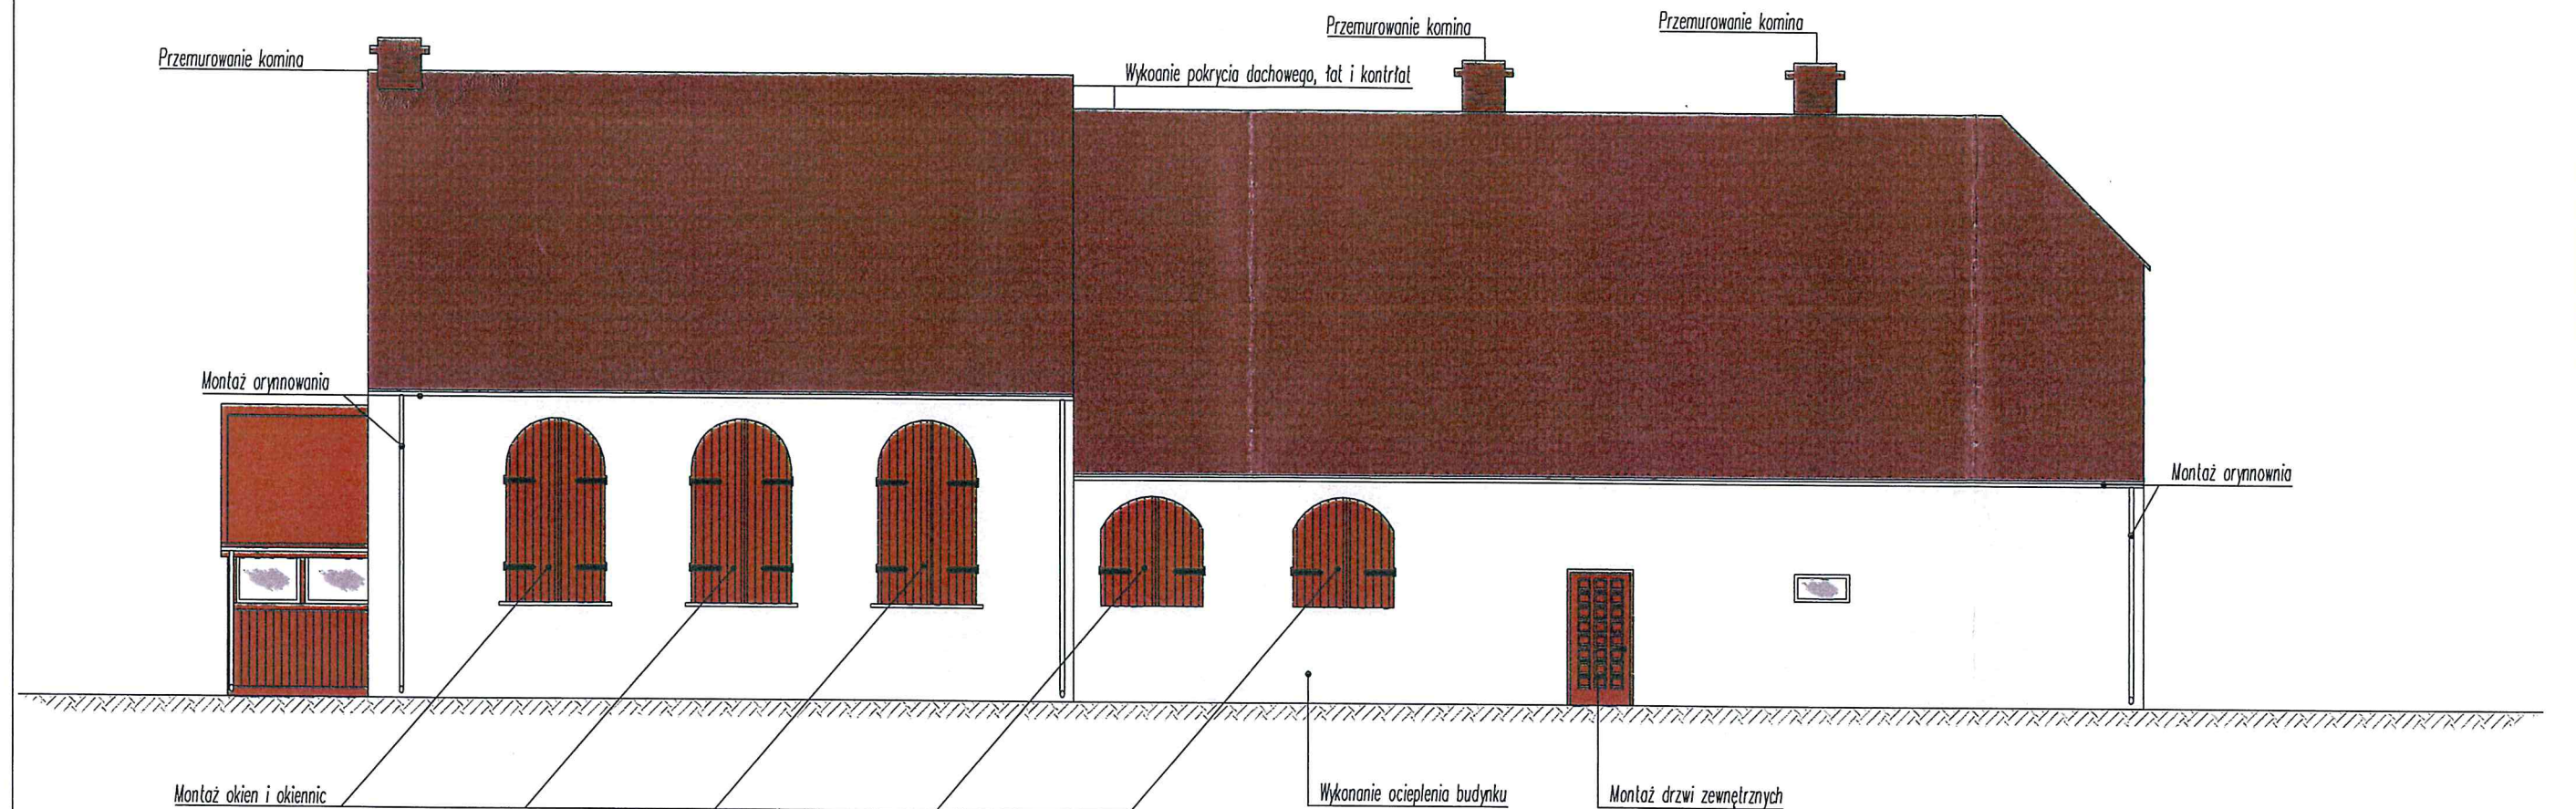 Przemurowanie komina
Przemurowanie komina
Przemurowanie komina
Wykoanie pokrycia dachowego, łat i kontrłat
Montaż orynnowania
Montaż orynnownia
Montaż okien i okiennic
Wykonanie ocieplenia budynku
Montaż drzwi zewnętrznych